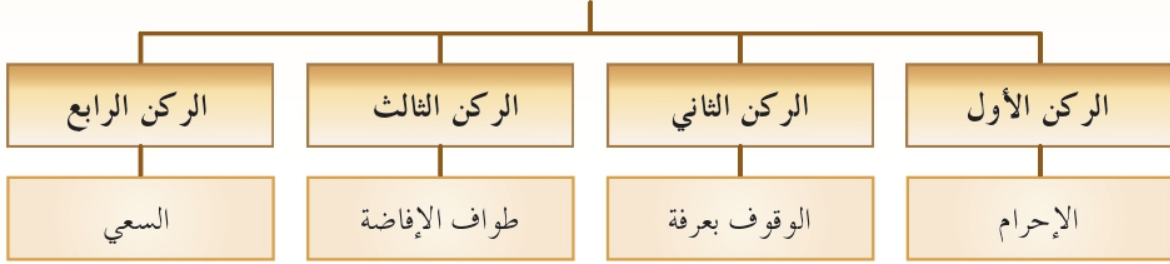 الركن الأول
الركن الثاني
الركن الثالث
الركن الرابع
الإحرام
الوقوف بعرفة
طواف الإفاضة
السعي